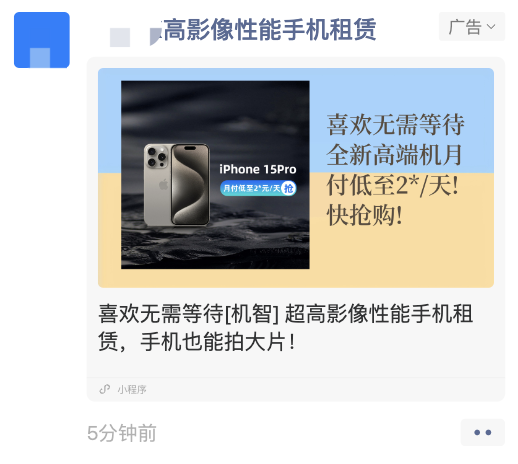 高影像性能手机租赁
广告
iPhone 15Pro
月付低至2*元/天
抢
喜欢无需等待
全新高端机月
付低至2*/天!
快抢购!
喜欢无需等待[机智] 超高影像性能手机租
赁，手机也能拍大片！
小程序
5分钟前